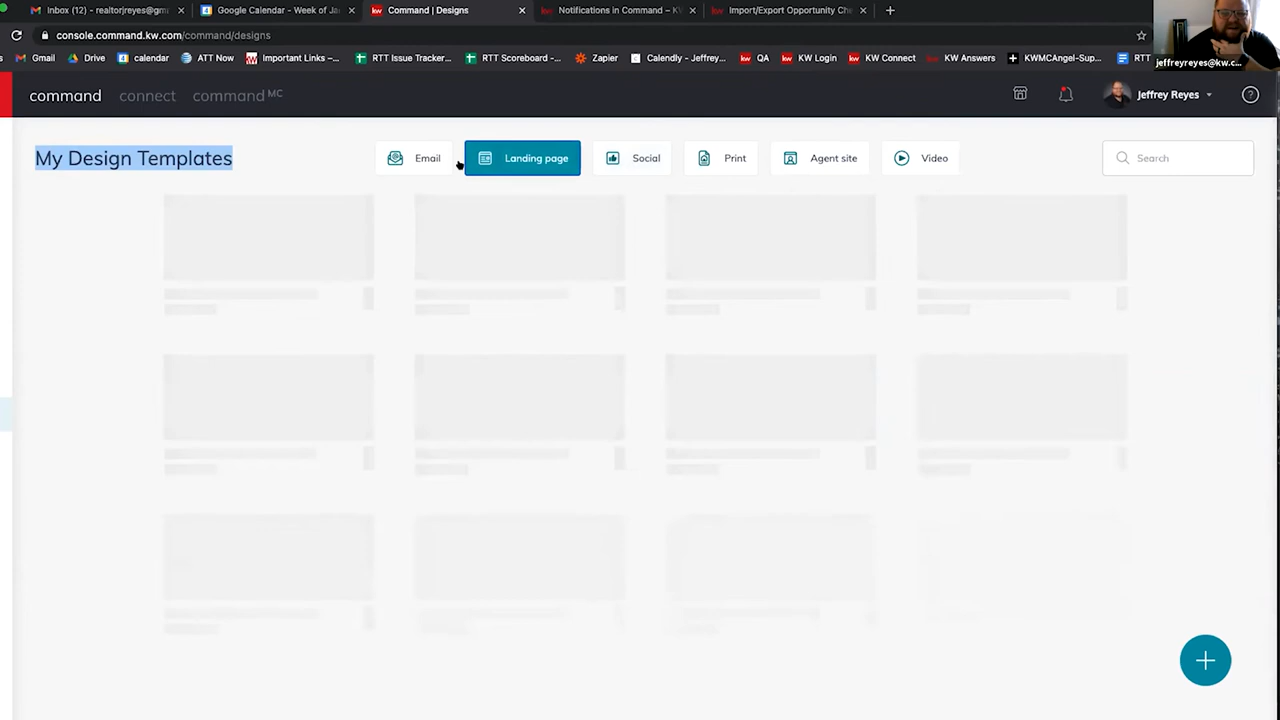 Inbox (12) - realtorjreyes@gm
Google Calendar - Week of Ja
Command | Designs
Notifications in Command – K
Import/Export Opportunity Che
console.command.kw.com/command/designs
Gmail
Drive
calendar
ATT Now
Important Links –...
RTT Issue Tracker...
RTT Scoreboard -...
Zapier
Calendly - Jeffrey...
QA
KW Login
KW Connect
KW Answers
KWMCAngel-Sup...
RTT
jeffreyreyes@kw.c...
command
connect
command MC
Jeffrey Reyes
My Design Templates
Email
Landing page
Social
Print
Agent site
Video
Search